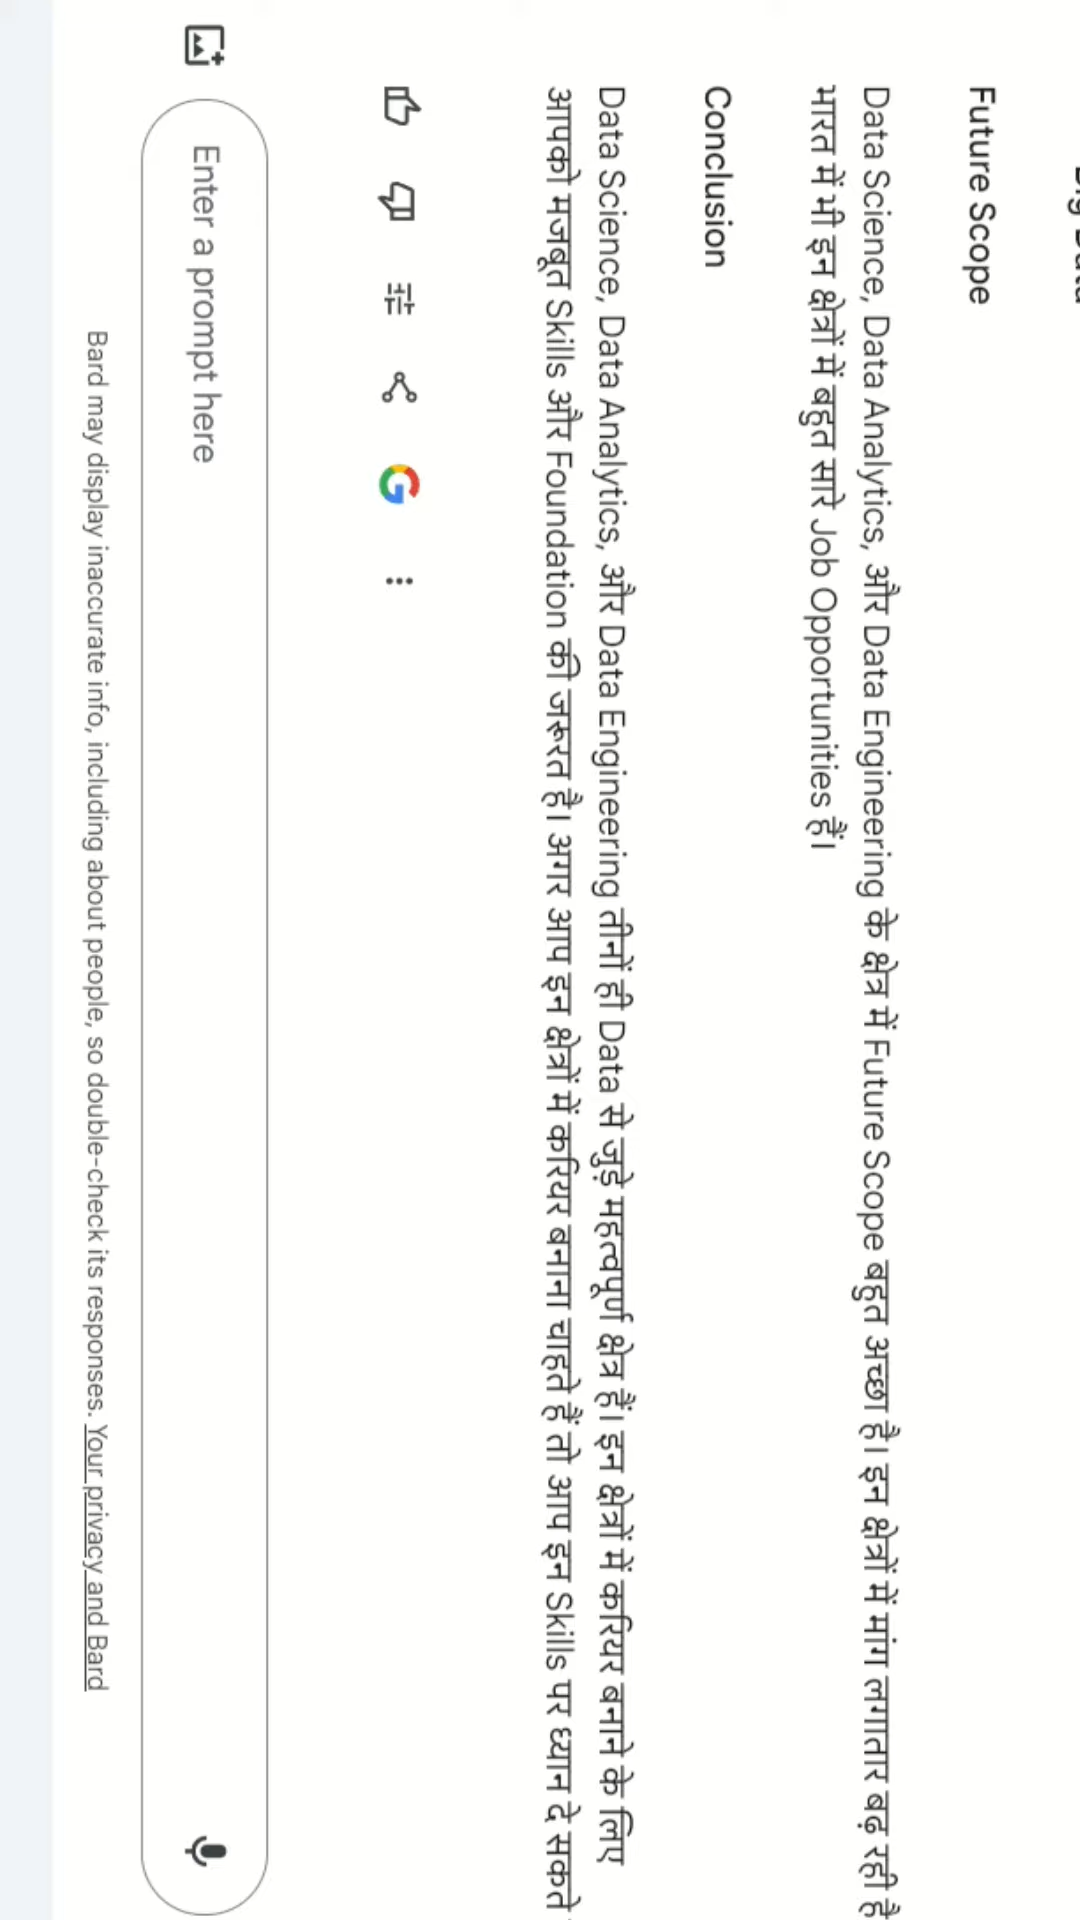 Big Data
Future Scope
Data Science, Data Analytics, और Data Engineering के क्षेत्र में Future Scope बहुत अच्छा है। इन क्षेत्रों में मांग लगातार बढ़ रही है
भारत में भी इन क्षेत्रों में बहुत सारे Job Opportunities हैं।
Conclusion
Data Science, Data Analytics, और Data Engineering तीनों ही Data से जुड़े महत्वपूर्ण क्षेत्र हैं। इन क्षेत्रों में करियर बनाने के लिए
आपको मजबूत Skills और Foundation की जरूरत है। अगर आप इन क्षेत्रों में करियर बनाना चाहते हैं तो आप इन Skills पर ध्यान दे सकते
Enter a prompt here
Bard may display inaccurate info, including about people, so double-check its responses. Your privacy and Bard